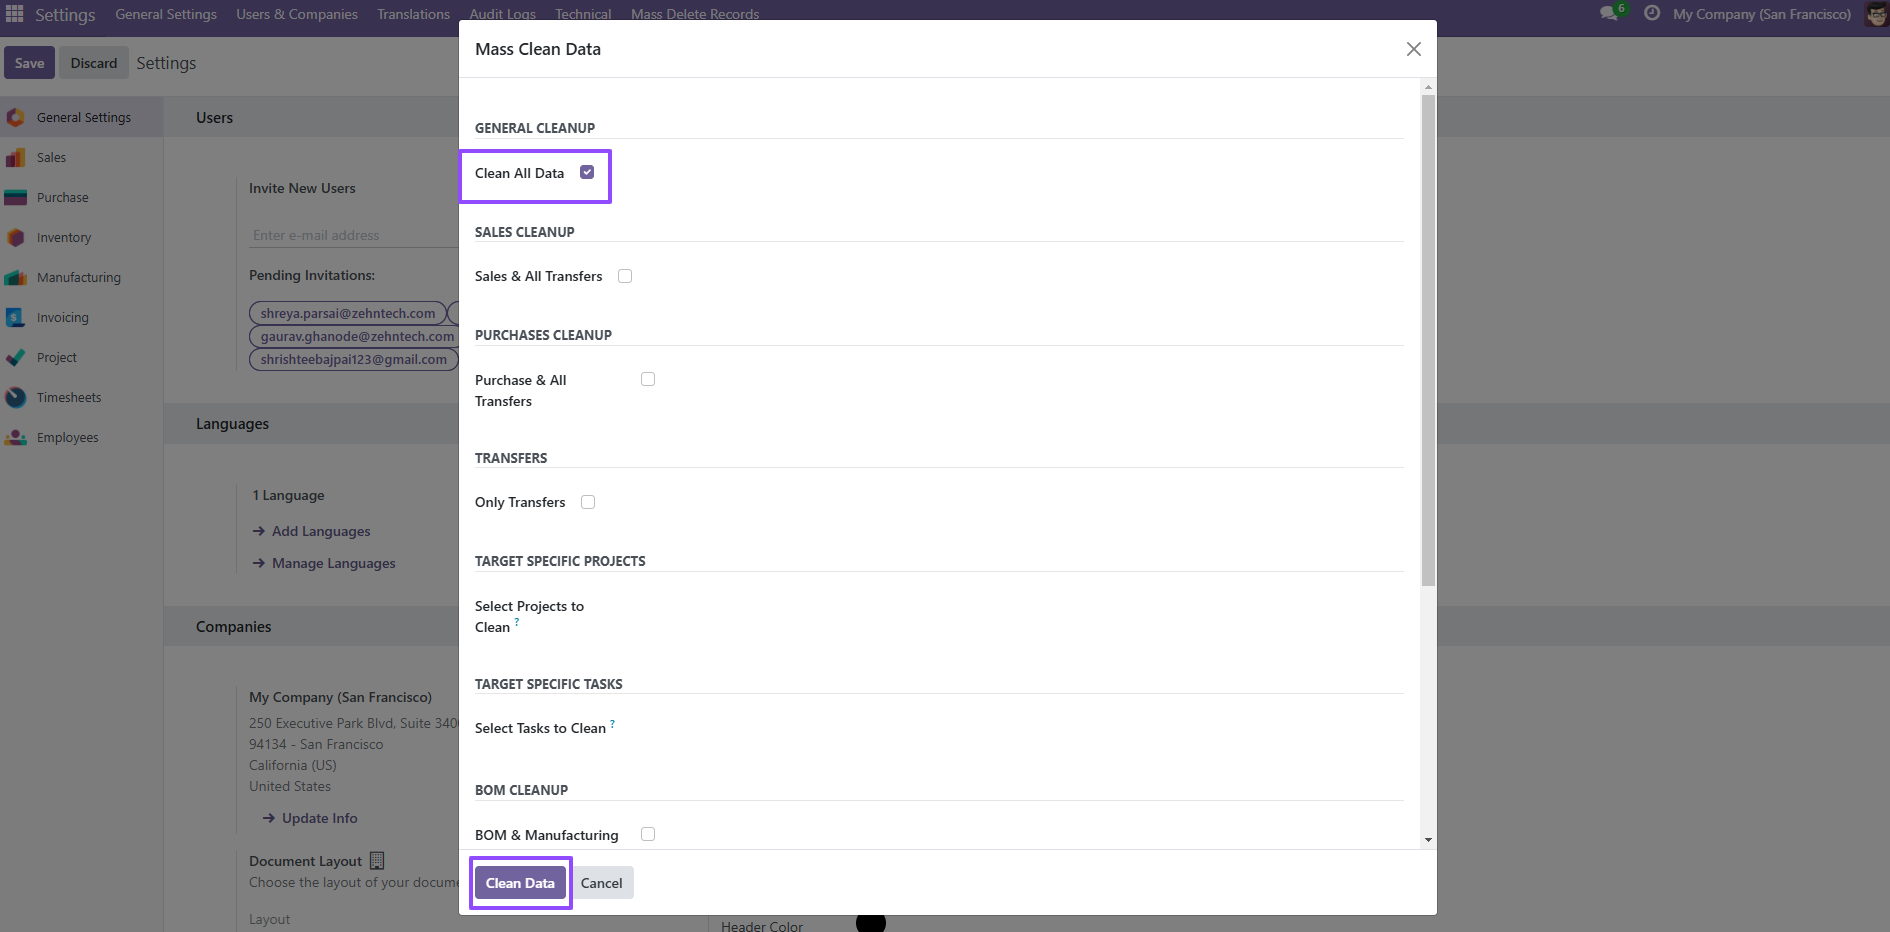 Settings General Settings Users & Companies Translations Audit Logs Technical Mass Delete Records 6 My Company (San Francisco)
Save Discard Settings
Mass Clean Data
General Settings
Sales
Purchase
Inventory
Manufacturing
Invoicing
Project
Timesheets
Employees
Users
Invite New Users
Enter e-mail address
Pending Invitations:
shreya.parsai@zehntech.com
gaurav.ghanode@zehntech.com
shrishteebajpai123@gmail.com
Languages
1 Language
Add Languages
Manage Languages
Companies
My Company (San Francisco)
250 Executive Park Blvd, Suite 340
94134 - San Francisco
California (US)
United States
Update Info
Document Layout
Choose the layout of your docume
Layout
GENERAL CLEANUP
Clean All Data
SALES CLEANUP
Sales & All Transfers
PURCHASES CLEANUP
Purchase & All
Transfers
TRANSFERS
Only Transfers
TARGET SPECIFIC PROJECTS
Select Projects to
Clean ?
TARGET SPECIFIC TASKS
Select Tasks to Clean ?
BOM CLEANUP
BOM & Manufacturing
Clean Data Cancel
Header Color